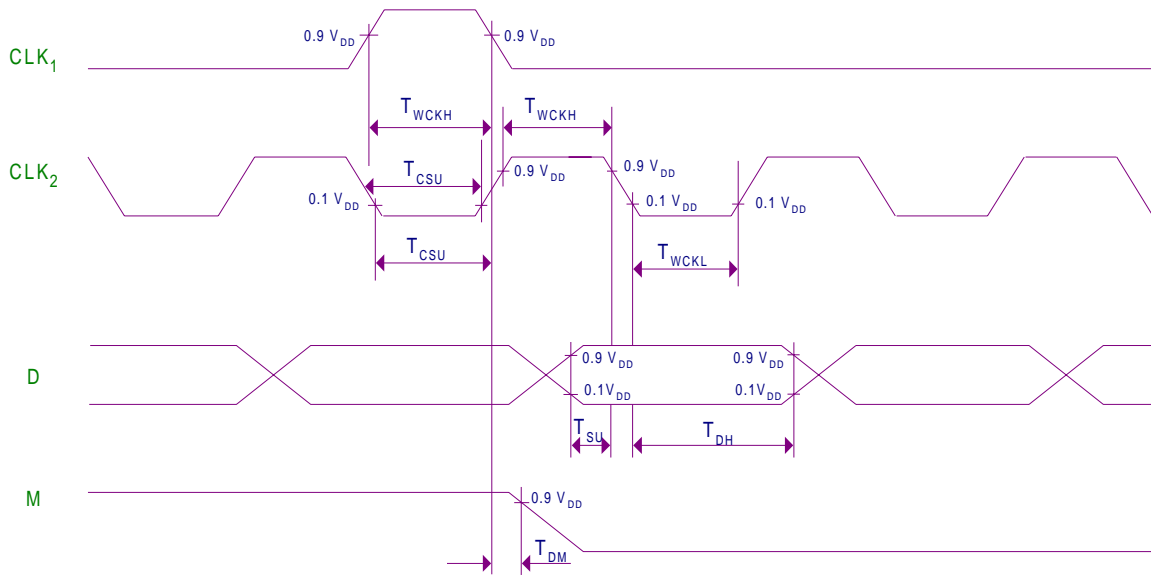 CLK1
0.9 VDD
0.9 VDD
TWCKH
TWCKH
CLK2
TCSU
0.9 VDD
0.9 VDD
0.1 VDD
0.1 VDD
0.1 VDD
TCSU
TWCKL
D
0.9 VDD
0.9 VDD
0.1VDD
0.1VDD
TSU
TDH
M
0.9 VDD
TDM